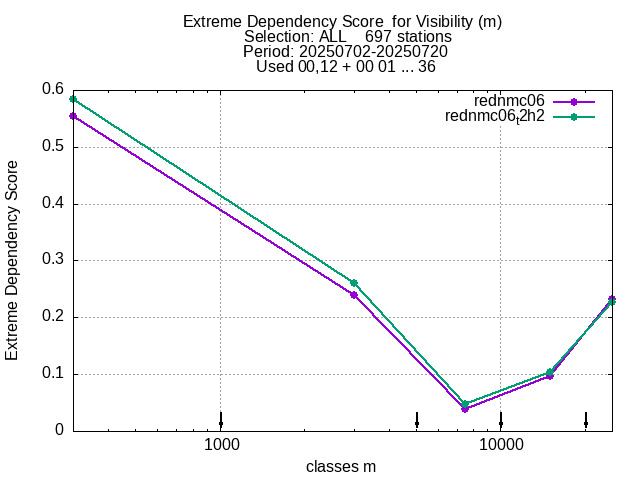 Extreme Dependency Score  for Visibility (m)
Selection: ALL    697 stations
Period: 20250702-20250720
Used 00,12 + 00 01 ... 36
rednmc06
rednmc06,2h2
Extreme Dependency Score
0.6
0.5
0.4
0.3
0.2
0.1
0
1000
10000
classes m